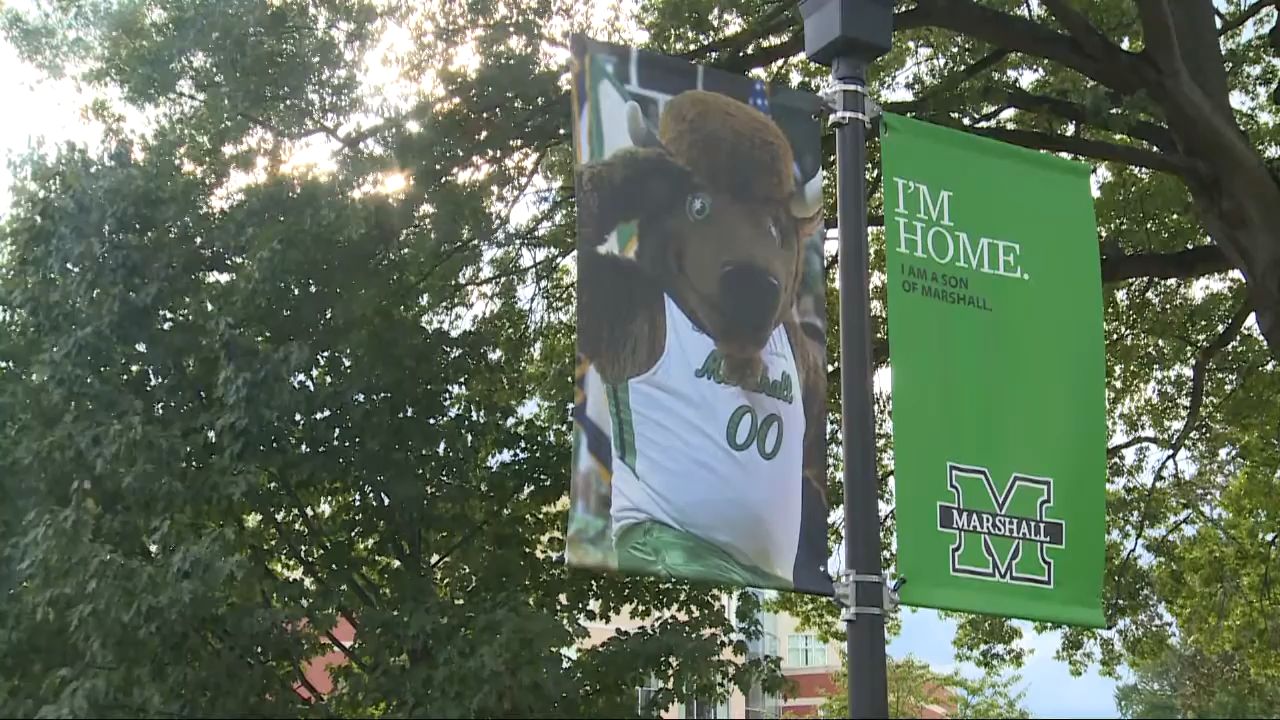 Marshall
00
I'M
HOME.
I AM A SON
OF MARSHALL.
M
MARSHALL